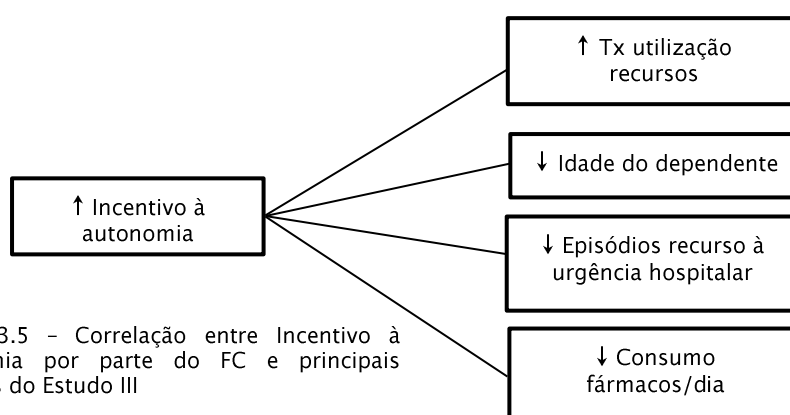 ↑ Tx utilização
recursos
↓ Idade do dependente
↑ Incentivo à
autonomia
↓ Episódios recurso à
urgência hospitalar
3.5 – Correlação entre Incentivo à
por parte do FC e principais
do Estudo III
↓ Consumo
fármacos/dia